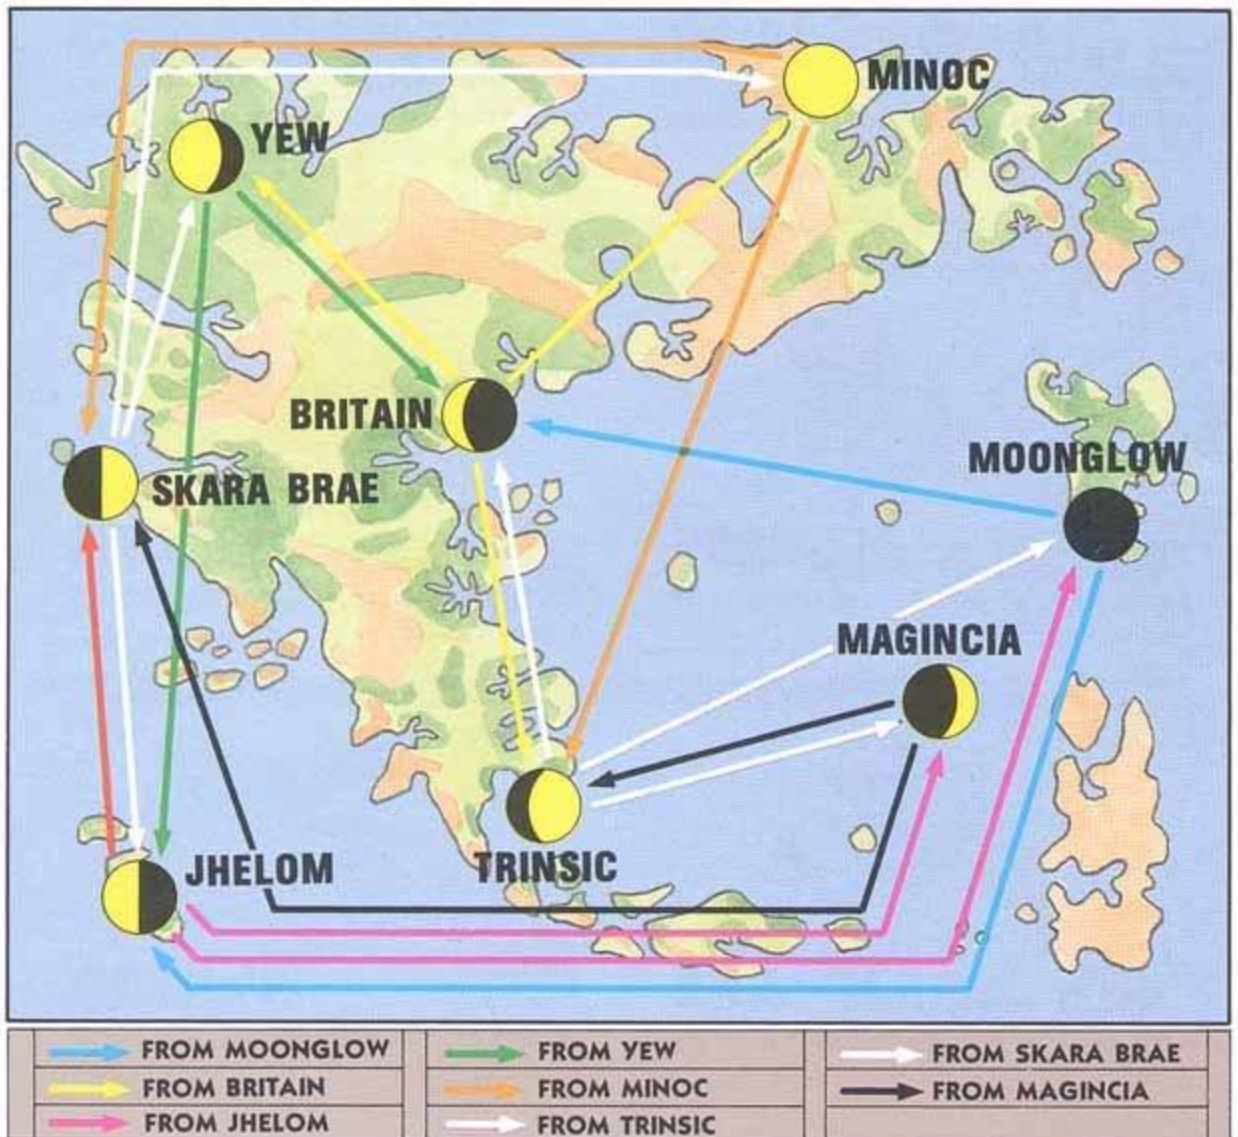 MINOC
YEW
BRITAIN
MOONGLOW
SKARA BRAE
MAGINCIA
JHELOM
TRINSIC
FROM MOONGLOW
FROM BRITAIN
FROM JHELOM
FROM YEW
FROM MINOC
FROM TRINSIC
FROM SKARA BRAE
FROM MAGINCIA